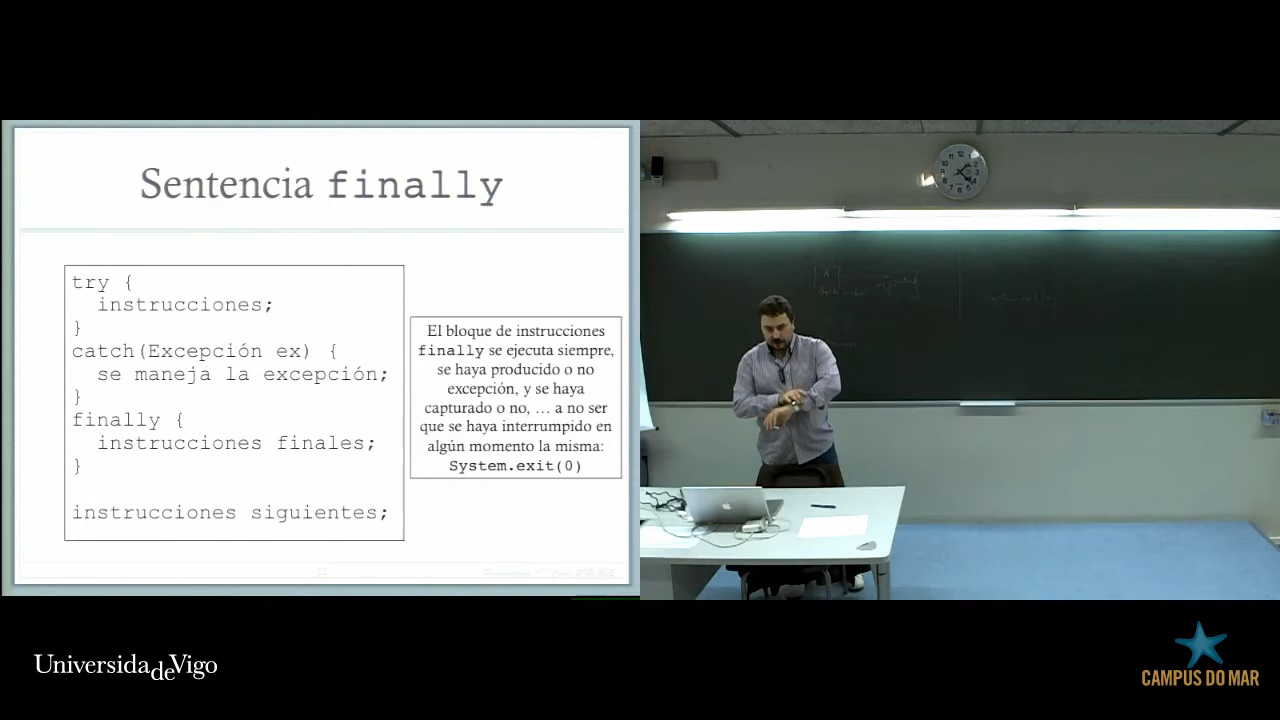 Sentencia finally
try {
instrucciones;
}
catch(Excepción ex) {
se maneja la excepción;
}
finally {
instrucciones finales;
}
instrucciones siguientes;
El bloque de instrucciones
finally se ejecuta siempre,
se haya producido o no
excepción, y se haya
capturado o no, … a no ser
que se haya interrumpido en
algún momento la misma:
System.exit(0)
Universidade Vigo
CAMPUS DO MAR